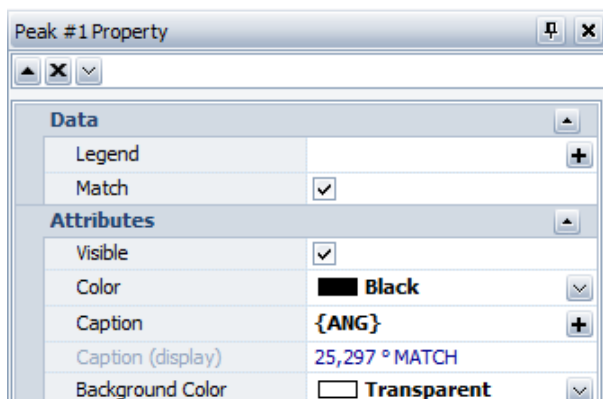 Peak #1 Property
Data
Legend
Match
Attributes
Visible
Color Black
Caption {ANG}
Caption (display) 25,297 ° MATCH
Background Color Transparent